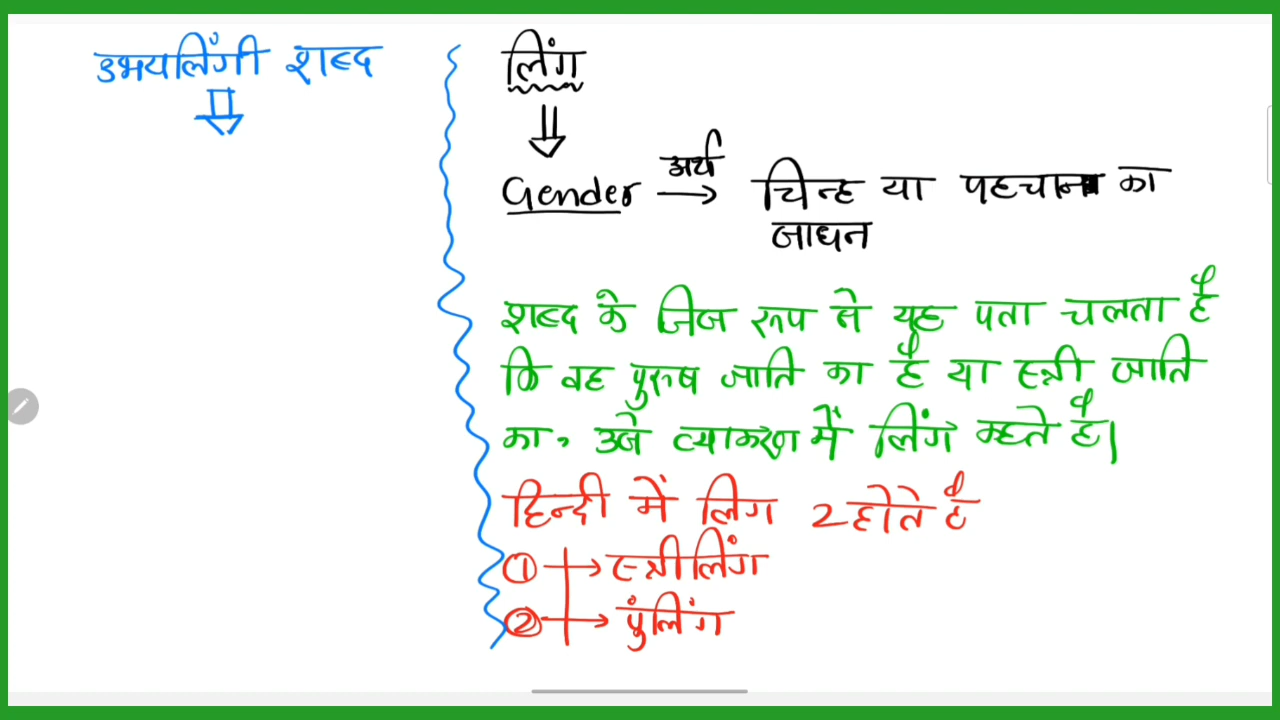 उभयलिंगी शब्द
लिंग
Gender अर्थ चिन्ह या पहचान का
साधन
शब्द के जिस रूप से यह पता चलता है
कि वह पुरुष जाति का है या स्त्री जाति
का, उसे व्याकरण में लिंग कहते है।
हिन्दी में लिग 2 होते है
① → स्त्रीलिंग
② → पुंलिंग